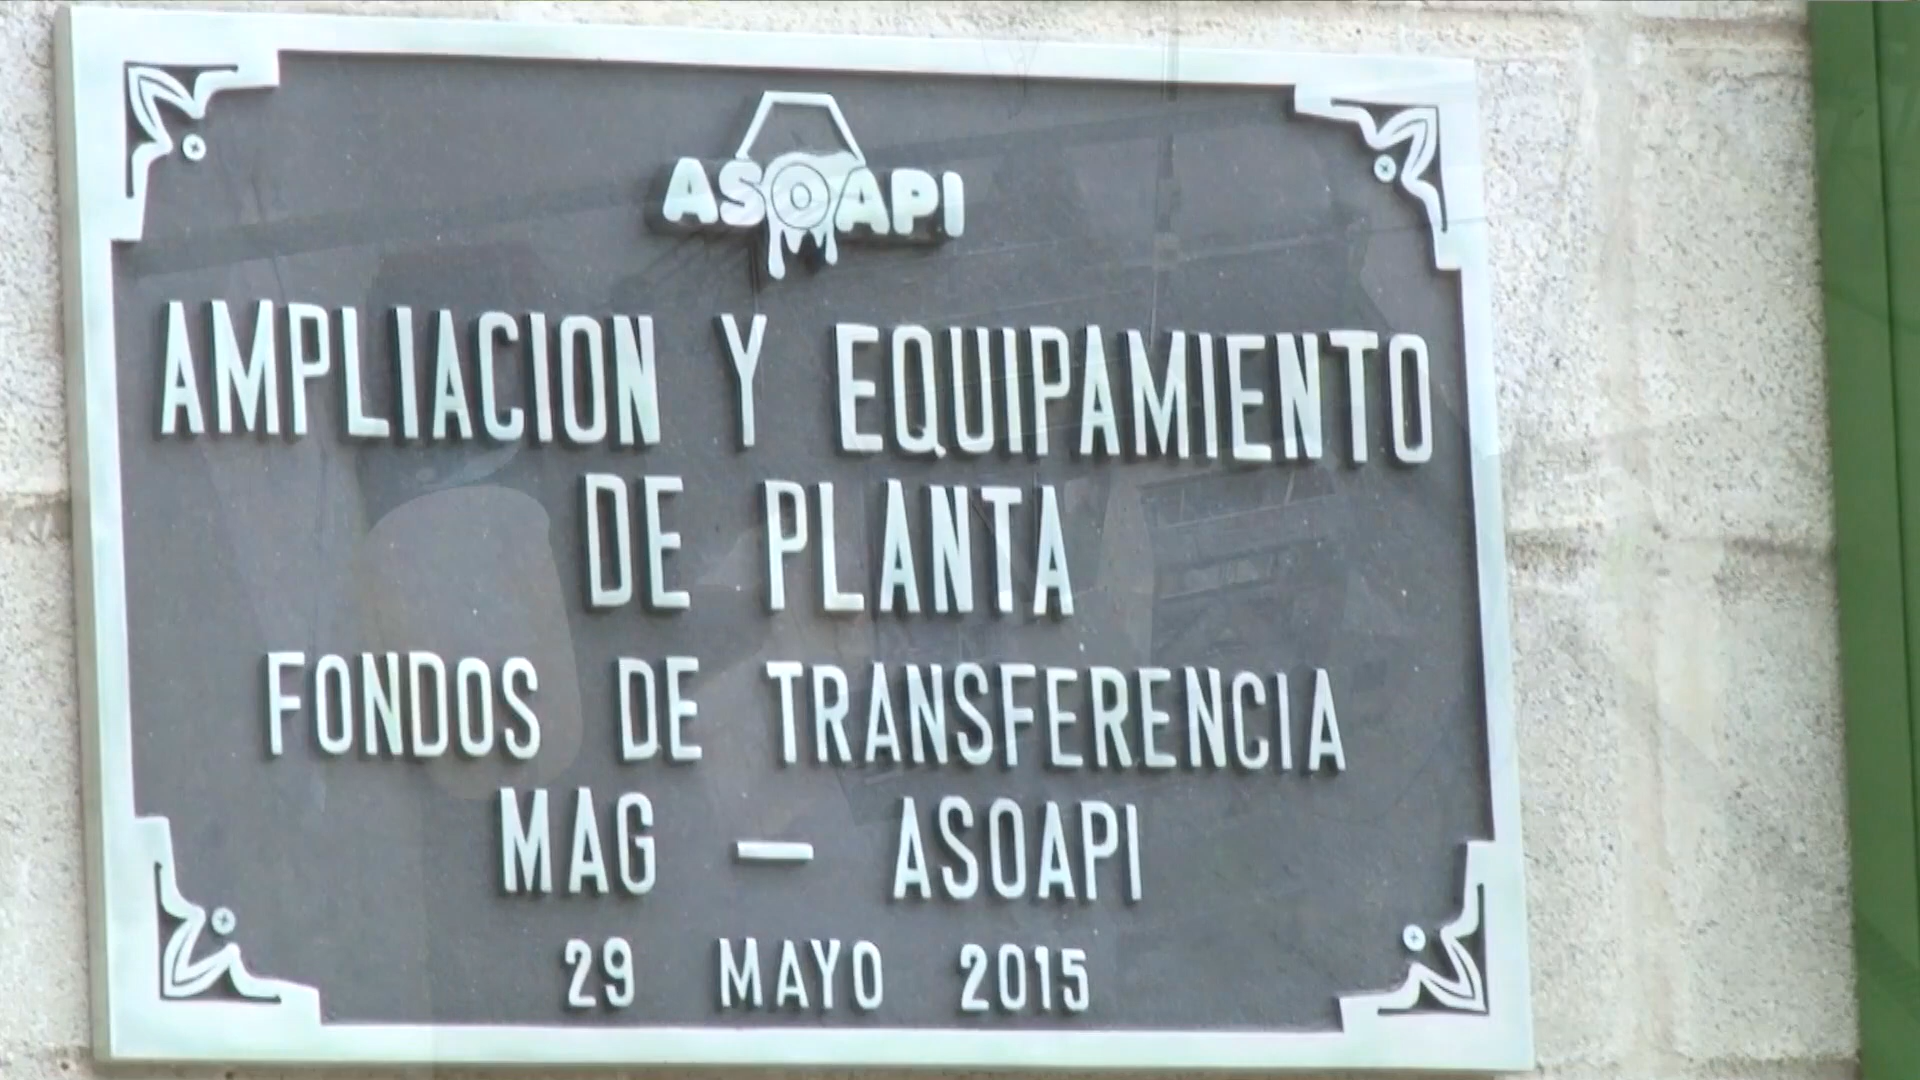 ASOAPI
AMPLIACION Y EQUIPAMIENTO
DE PLANTA
FONDOS DE TRANSFERENCIA
MAG — ASOAPI
29 MAYO 2015